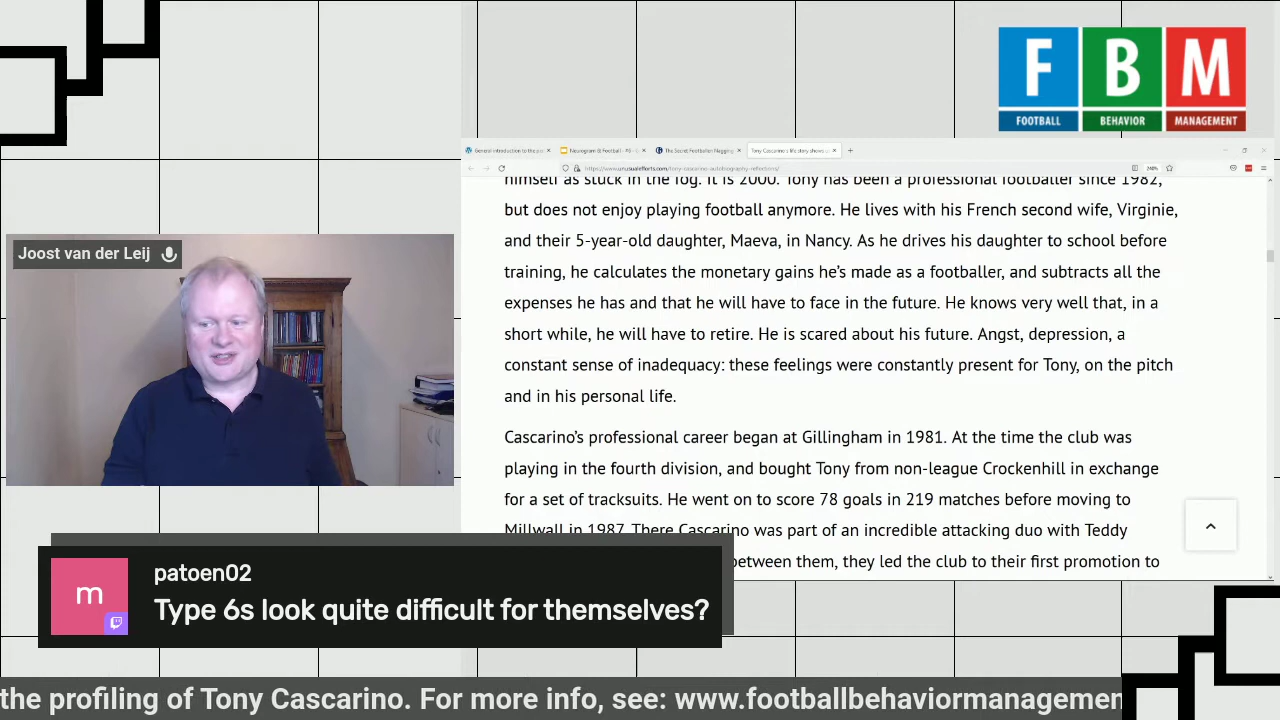 F B M
FOOTBALL BEHAVIOR MANAGEMENT
Tony Cascarino's life story shows
himself as stuck in the fog. It is 2000. Tony has been a professional footballer since 1982,
but does not enjoy playing football anymore. He lives with his French second wife, Virginie,
and their 5-year-old daughter, Maeva, in Nancy. As he drives his daughter to school before
training, he calculates the monetary gains he's made as a footballer, and subtracts all the
expenses he has and that he will have to face in the future. He knows very well that, in a
short while, he will have to retire. He is scared about his future. Angst, depression, a
constant sense of inadequacy: these feelings were constantly present for Tony, on the pitch
and in his personal life.
Cascarino's professional career began at Gillingham in 1981. At the time the club was
playing in the fourth division, and bought Tony from non-league Crockenhill in exchange
for a set of tracksuits. He went on to score 78 goals in 219 matches before moving to
Millwall in 1987. There Cascarino was part of an incredible attacking duo with Teddy
between them, they led the club to their first promotion to
Joost van der Leij
m
patoen02
Type 6s look quite difficult for themselves?
the profiling of Tony Cascarino. For more info, see: www.footballbehaviormanagemen